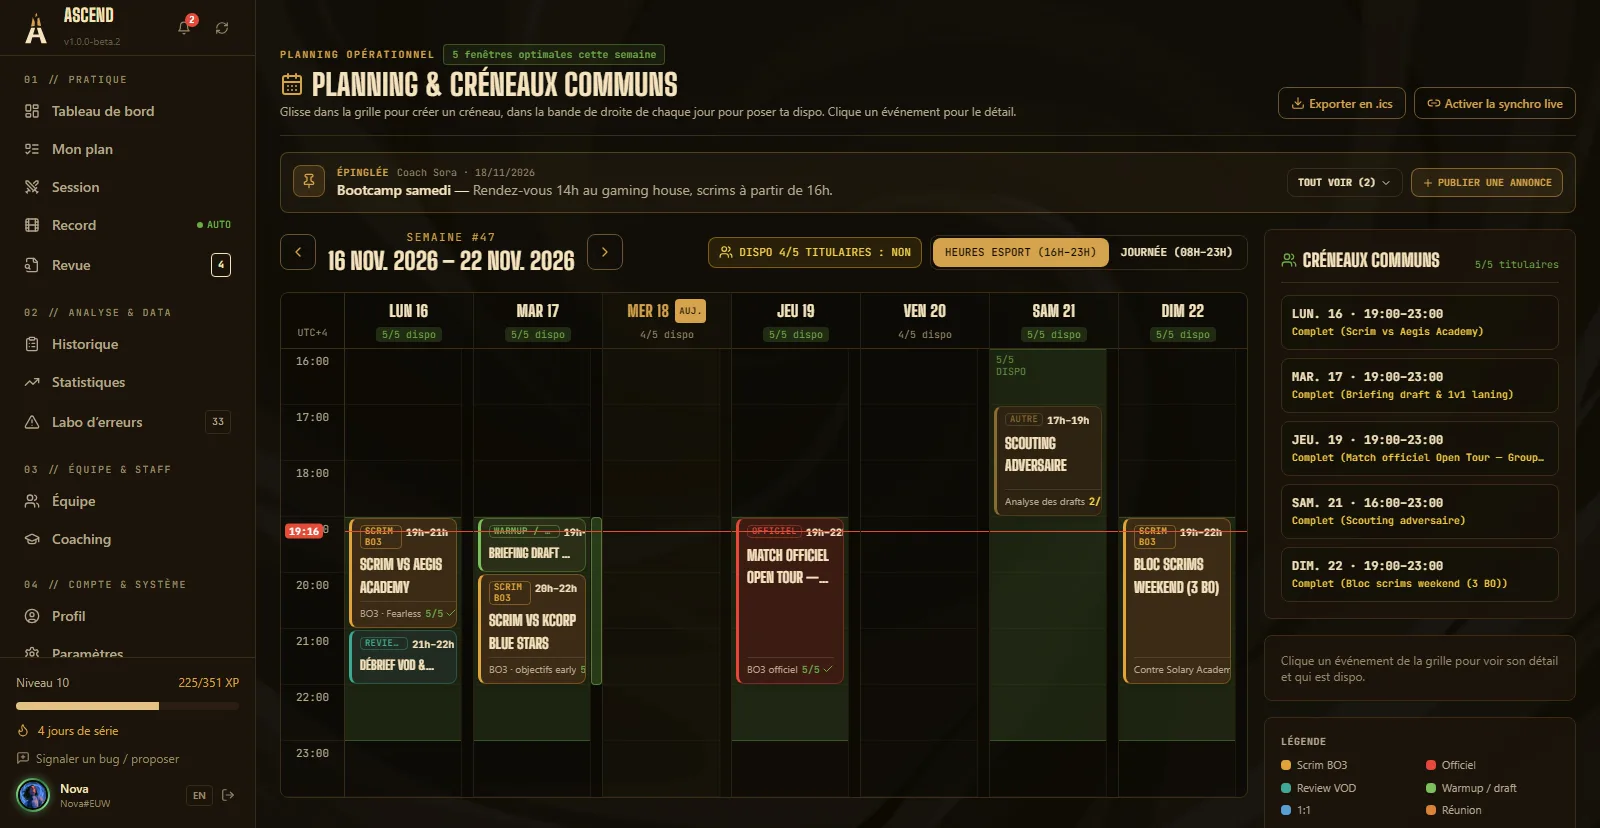 ASCEND
v1.0.0-beta.2
2
01 // PRATIQUE
Tableau de bord
Mon plan
Session
Record
AUTO
Revue
4
02 // ANALYSE & DATA
Historique
Statistiques
Labo d'erreurs
33
03 // ÉQUIPE & STAFF
Équipe
Coaching
04 // COMPTE & SYSTÈME
Profil
Paramètres
Niveau 10
225/351 XP
4 jours de série
Signaler un bug / proposer
Nova
Nova#EUW
EN
PLANNING OPÉRATIONNEL
5 fenêtres optimales cette semaine
PLANNING & CRÉNEAUX COMMUNS
Glisse dans la grille pour créer un créneau, dans la bande de droite de chaque jour pour poser ta dispo. Clique un événement pour le détail.
Exporter en .ics
Activer la synchro live
ÉPINGLÉE Coach Sora · 18/11/2026
Bootcamp samedi — Rendez-vous 14h au gaming house, scrims à partir de 16h.
TOUT VOIR (2)
PUBLIER UNE ANNONCE
SEMAINE #47
16 NOV. 2026 – 22 NOV. 2026
DISPO 4/5 TITULAIRES : NON
HEURES ESPORT (16H–23H)
JOURNÉE (08H–23H)
UTC+4
LUN 16
5/5 dispo
MAR 17
5/5 dispo
MER 18
AUJ.
4/5 dispo
JEU 19
5/5 dispo
VEN 20
4/5 dispo
SAM 21
5/5 dispo
DIM 22
5/5 dispo
16:00
17:00
18:00
19:16
20:00
21:00
22:00
23:00
SCRIM BO3
19h–21h
SCRIM VS AEGIS
ACADEMY
BO3 · Fearless 5/5
REVIE…
21h–22h
DÉBRIEF VOD &…
WARMUP / …
19h–
BRIEFING DRAFT …
SCRIM BO3
20h–22h
SCRIM VS KCORP
BLUE STARS
BO3 · objectifs early 5
OFFICIEL
19h–22
MATCH OFFICIEL
OPEN TOUR —…
BO3 officiel 5/5
5/5
DISPO
AUTRE
17h–19h
SCOUTING
ADVERSAIRE
Analyse des drafts 2/
SCRIM BO3
19h–22h
BLOC SCRIMS
WEEKEND (3 BO)
Contre Solary Academ
CRÉNEAUX COMMUNS
5/5 titulaires
LUN. 16 · 19:00–23:00
Complet (Scrim vs Aegis Academy)
MAR. 17 · 19:00–23:00
Complet (Briefing draft & 1v1 laning)
JEU. 19 · 19:00–23:00
Complet (Match officiel Open Tour — Group…
SAM. 21 · 16:00–23:00
Complet (Scouting adversaire)
DIM. 22 · 19:00–23:00
Complet (Bloc scrims weekend (3 BO))
Clique un événement de la grille pour voir son détail
et qui est dispo.
LÉGENDE
Scrim BO3
Officiel
Review VOD
Warmup / draft
1:1
Réunion